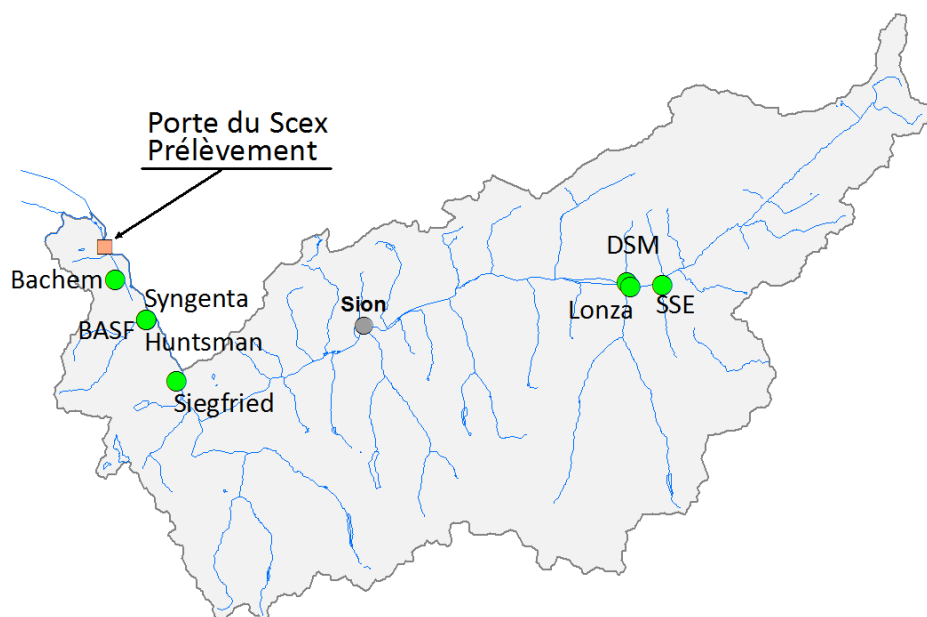 Porte du Scex
Prélèvement
DSM
Bachem
Syngenta
Sion
Lonza
SSE
BASF
Huntsman
Siegfried